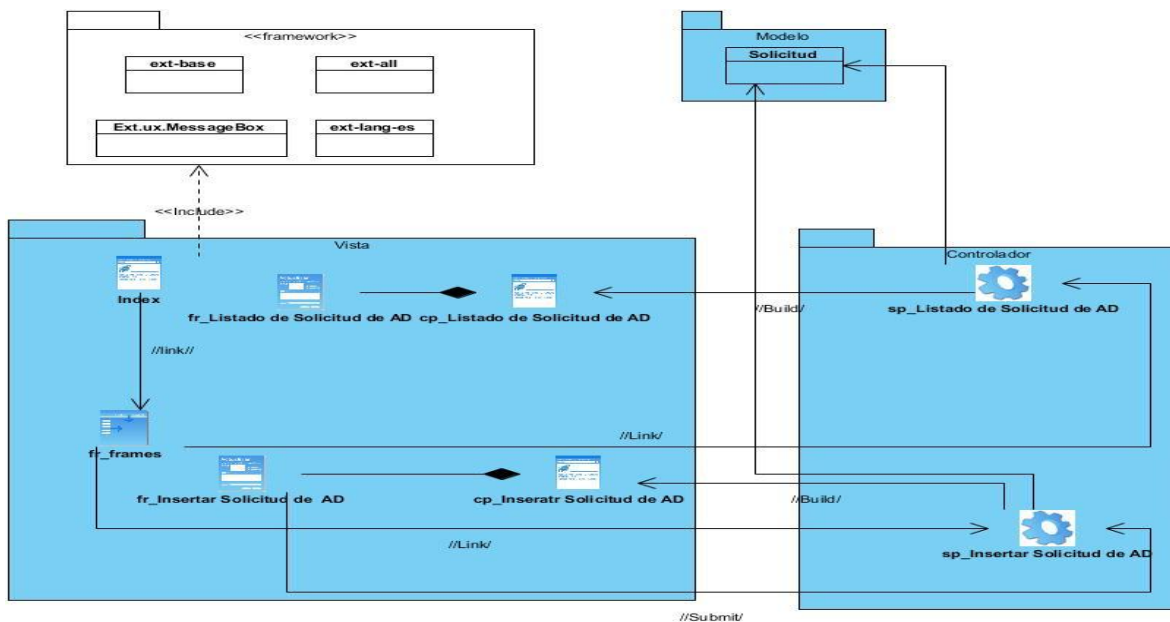 <<framework>>
ext-base
ext-all
Ext.ux.MessageBox
ext-lang-es
Modelo
Solicitud
<<Include>>
Vista
Index
fr_Listado de Solicitud de AD
cp_Listado de Solicitud de AD
//link//
fr_frames
//Link/
fr_Insertar Solicitud de AD
cp_Inseratr Solicitud de AD
//Link/
//Build/
//Build/
//Submit/
Controlador
sp_Listado de Solicitud de AD
sp_Insertar Solicitud de AD